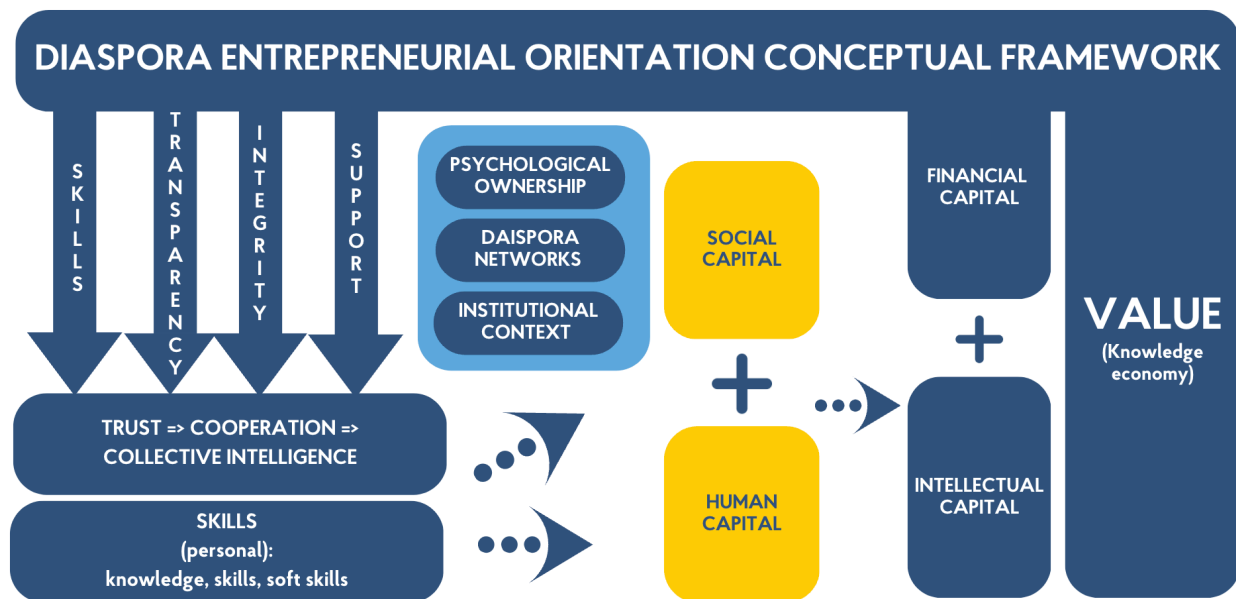 DIASPORA ENTREPRENEURIAL ORIENTATION CONCEPTUAL FRAMEWORK
SKILLS
TRANSPARENCY
INTEGRITY
SUPPORT
PSYCHOLOGICAL
OWNERSHIP
DAISPORA
NETWORKS
INSTITUTIONAL
CONTEXT
SOCIAL
CAPITAL
+
HUMAN
CAPITAL
FINANCIAL
CAPITAL
+
INTELLECTUAL
CAPITAL
VALUE
(Knowledge
economy)
TRUST => COOPERATION =>
COLLECTIVE INTELLIGENCE
SKILLS
(personal):
knowledge, skills, soft skills